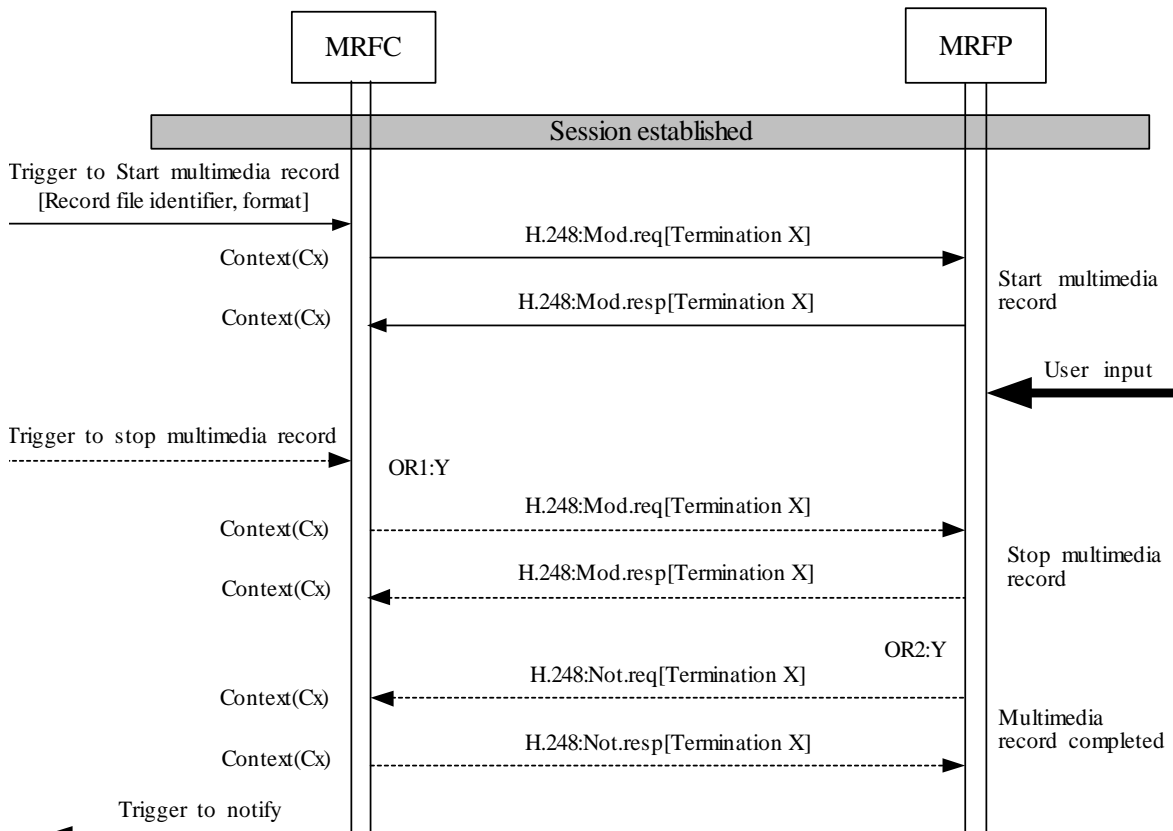 MRFC
MRFP
Session established
Trigger to Start multimedia record
[Record file identifier, format]
H.248:Mod.req[Termination X]
Context(Cx)
Start multimedia
record
H.248:Mod.resp[Termination X]
Context(Cx)
User input
Trigger to stop multimedia record
OR1:Y
H.248:Mod.req[Termination X]
Context(Cx)
Stop multimedia
record
H.248:Mod.resp[Termination X]
Context(Cx)
OR2:Y
H.248:Not.req[Termination X]
Context(Cx)
Multimedia
record completed
H.248:Not.resp[Termination X]
Context(Cx)
Trigger to notify